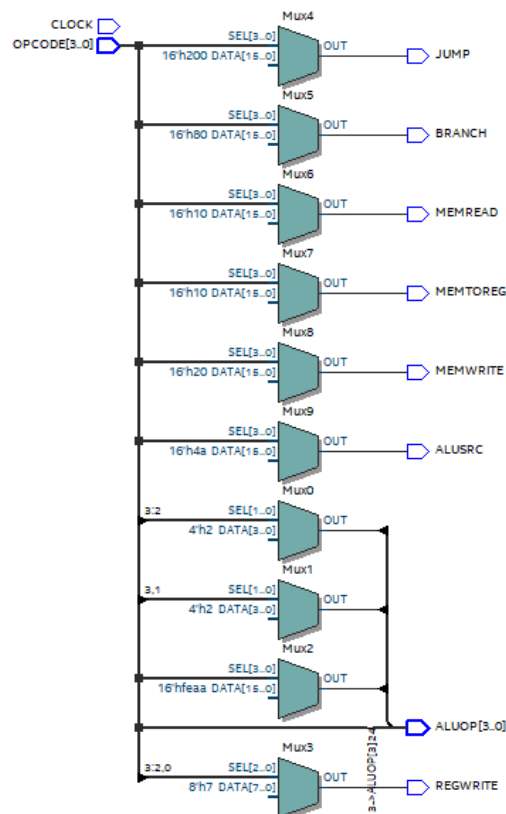 CLOCK
OPCODE[3..0]
Mux4
SEL[3..0]
16'h200 DATA[15..0]
OUT
JUMP
Mux5
SEL[3..0]
16'h80 DATA[15..0]
OUT
BRANCH
Mux6
SEL[3..0]
16'h10 DATA[15..0]
OUT
MEMREAD
Mux7
SEL[3..0]
16'h10 DATA[15..0]
OUT
MEMTOREG
Mux8
SEL[3..0]
16'h20 DATA[15..0]
OUT
MEMWRITE
Mux9
SEL[3..0]
16'h4a DATA[15..0]
OUT
ALUSRC
Mux0
3:2
SEL[1..0]
4'h2 DATA[3..0]
OUT
Mux1
3,1
SEL[1..0]
4'h2 DATA[3..0]
OUT
Mux2
SEL[3..0]
16'hfeaa DATA[15..0]
OUT
ALUOP[3..0]
3->ALUOP[3]24
Mux3
3:2,0
SEL[2..0]
8'h7 DATA[7..0]
OUT
REGWRITE